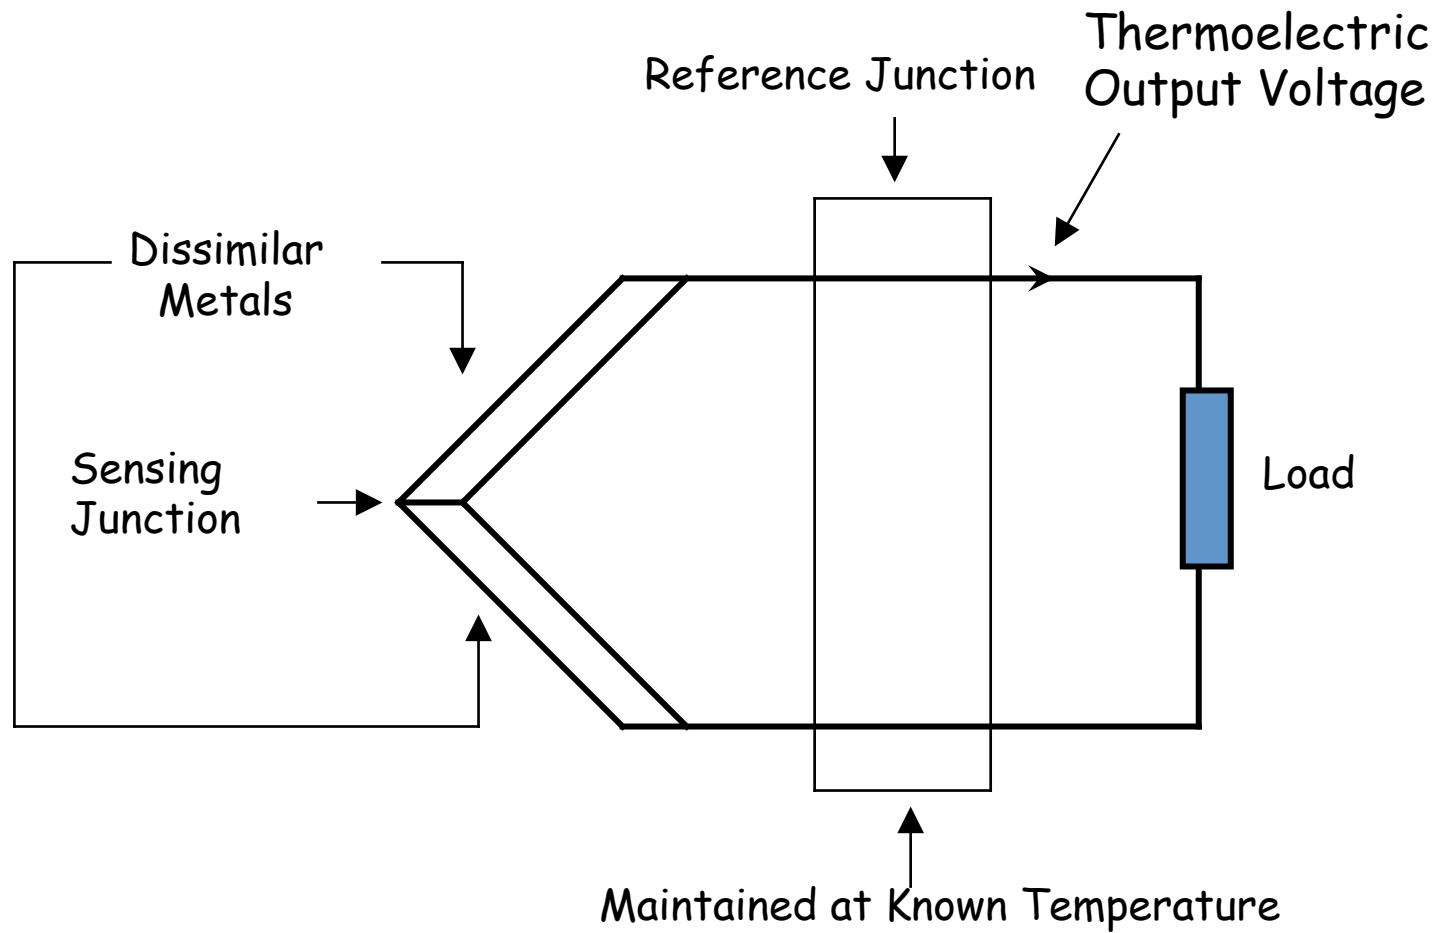 Thermoelectric
Output Voltage
Reference Junction
Dissimilar
Metals
Sensing
Junction
Load
Maintained at Known Temperature